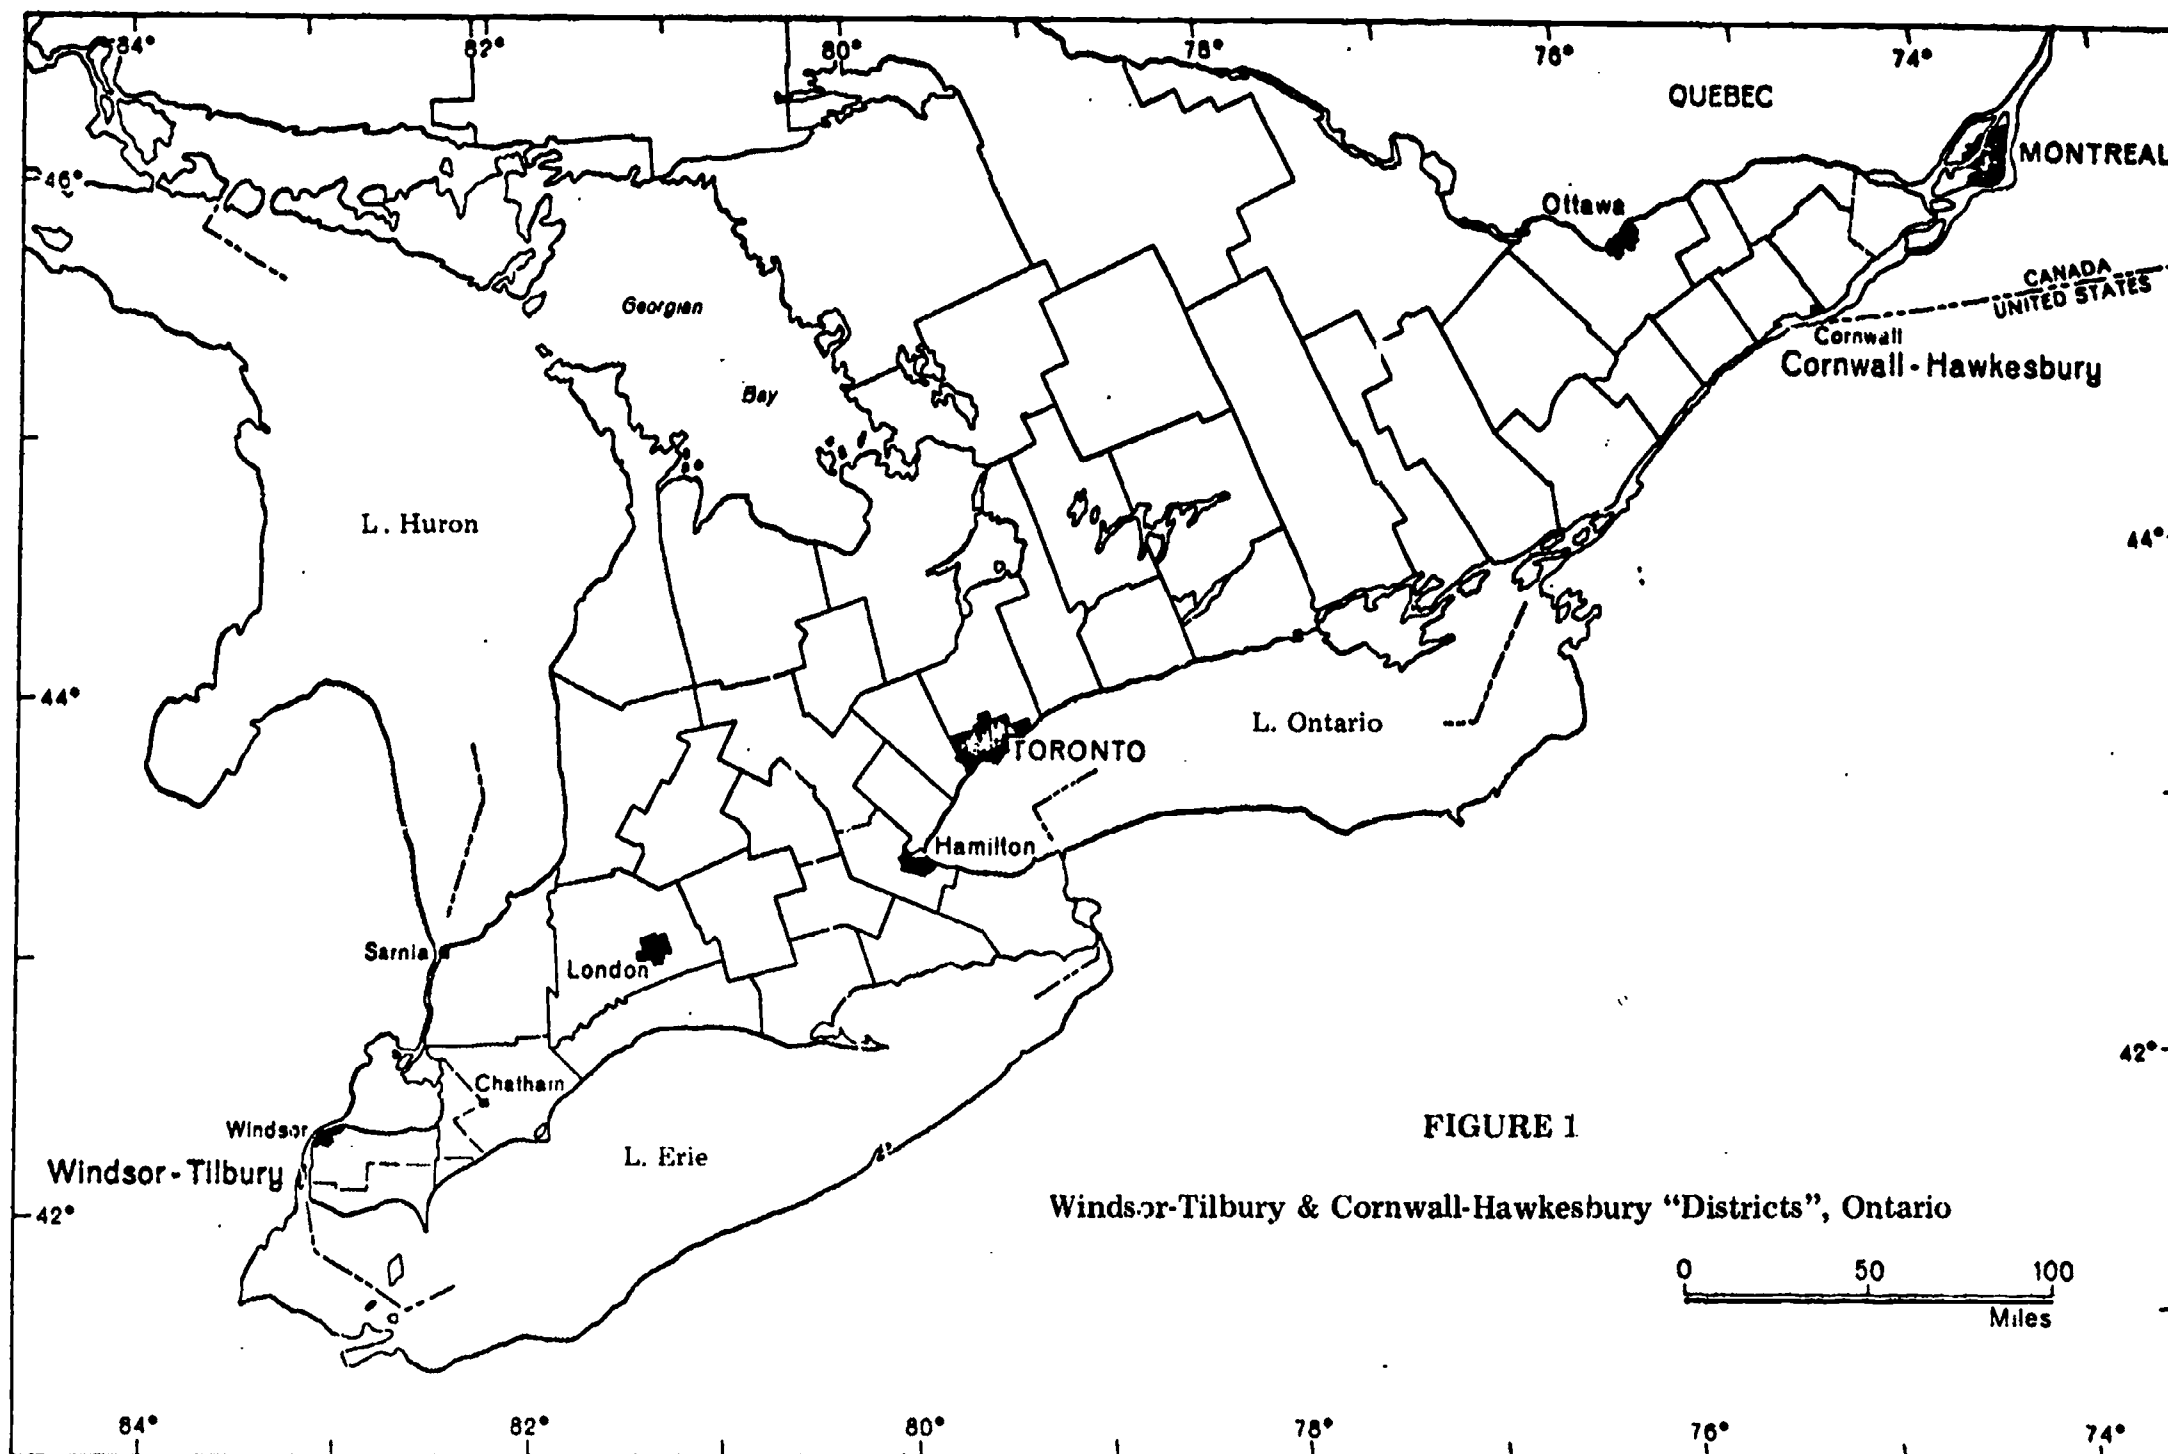 84°
82°
80°
78°
76°
74°
QUEBEC
MONTREAL
46°
Ottawa
CANADA
UNITED STATES
Georgian
Cornwall
Cornwall-Hawkesbury
Bay
L. Huron
44°
44°
L. Ontario
TORONTO
Hamilton
Sarnia
London
42°
Chatham
Windsor
FIGURE 1
L. Erie
Windsor-Tilbury
Windsor-Tilbury & Cornwall-Hawkesbury “Districts”, Ontario
42°
0 50 100
Miles
84°
82°
80°
78°
76°
74°